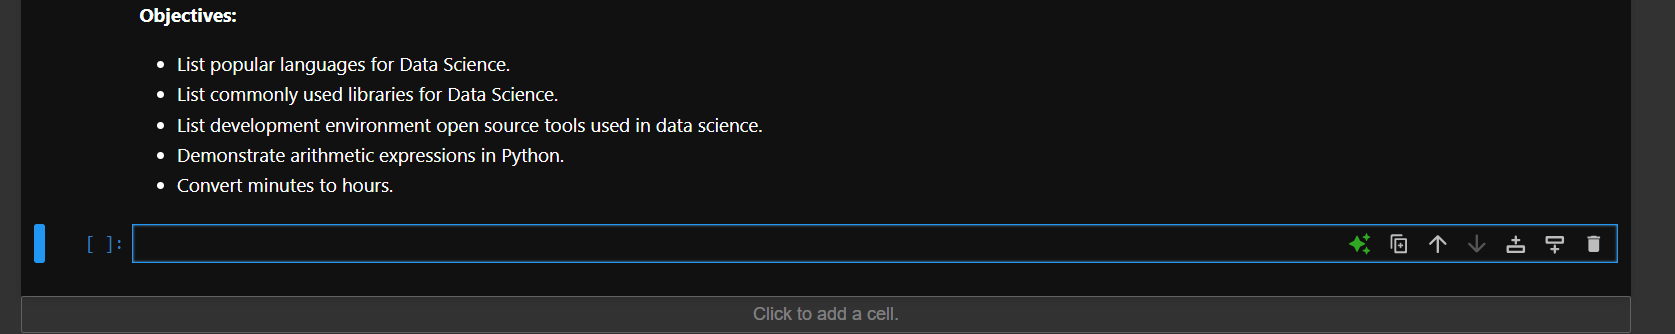 Objectives:
• List popular languages for Data Science.
• List commonly used libraries for Data Science.
• List development environment open source tools used in data science.
• Demonstrate arithmetic expressions in Python.
• Convert minutes to hours.
[ ]:
Click to add a cell.